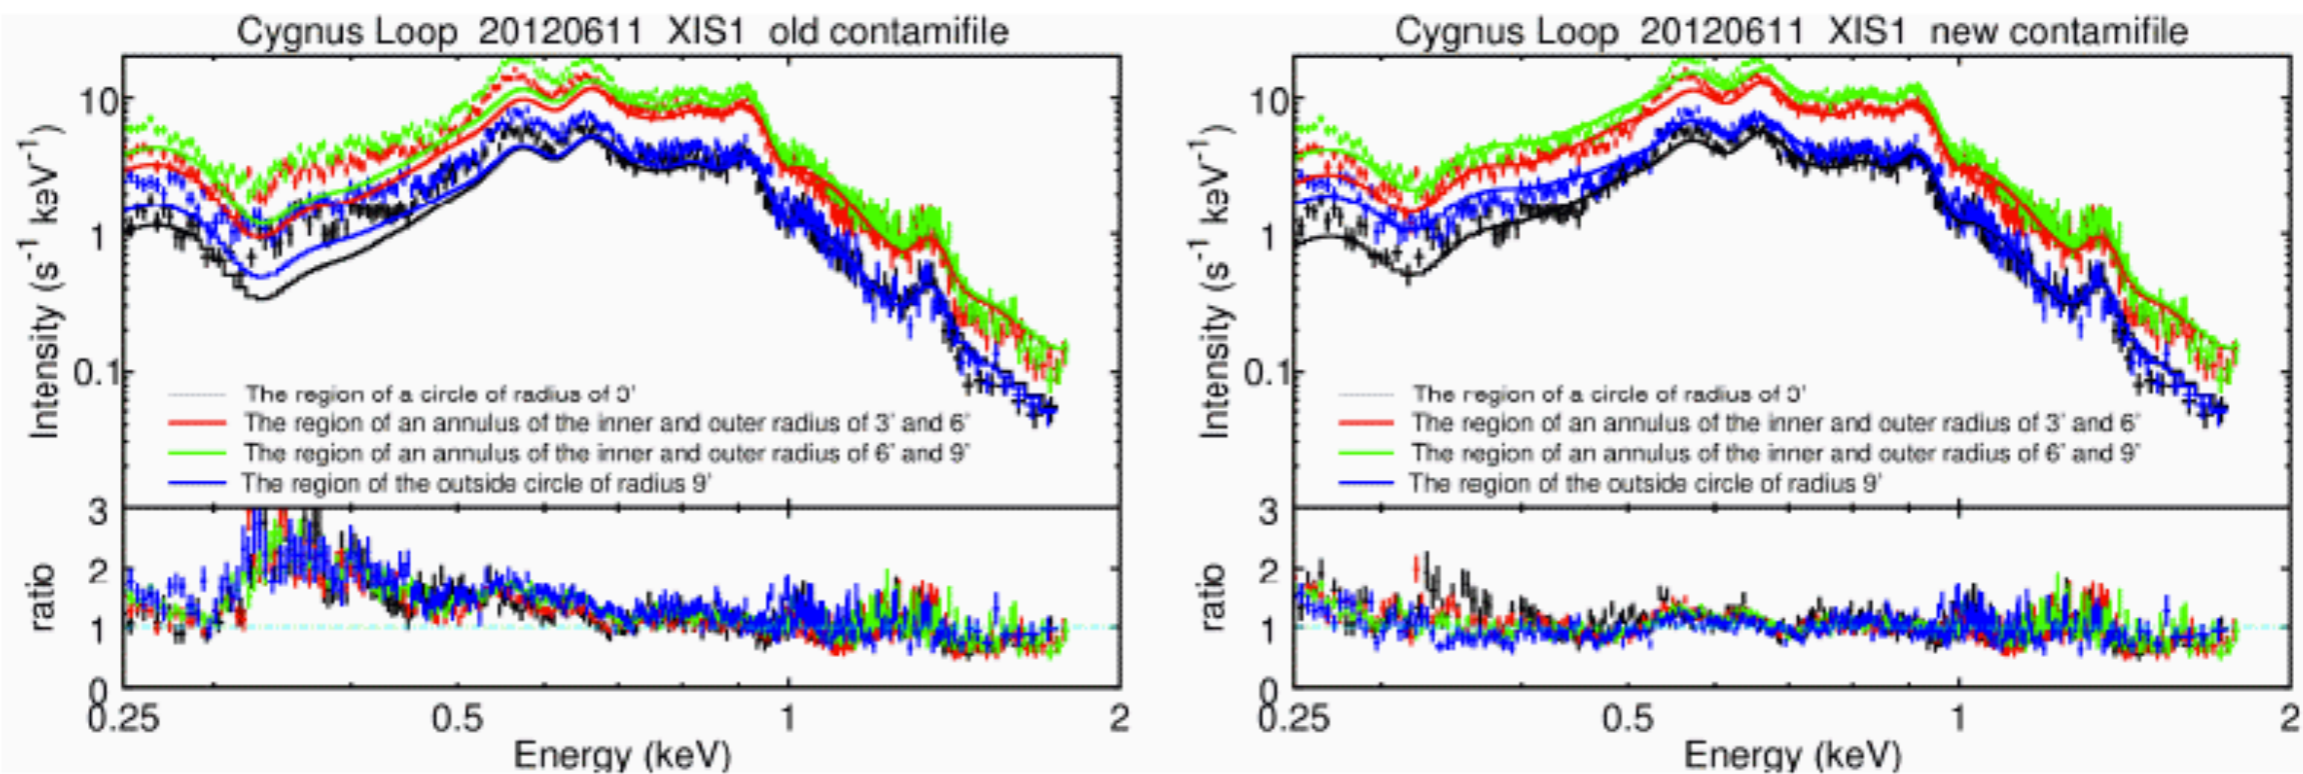 Cygnus Loop 20120611 XIS1 old contamifile
10
1
0.1
Intensity (s⁻¹ keV⁻¹)
The region of a circle of radius of 3'
The region of an annulus of the inner and outer radius of 3' and 6'
The region of an annulus of the inner and outer radius of 6' and 9'
The region of the outside circle of radius 9'
3
2
1
0
ratio
0.25 0.5 1 2
Energy (keV)
Cygnus Loop 20120611 XIS1 new contamifile
10
1
0.1
Intensity (s⁻¹ keV⁻¹)
The region of a circle of radius of 3'
The region of an annulus of the inner and outer radius of 3' and 6'
The region of an annulus of the inner and outer radius of 6' and 9'
The region of the outside circle of radius 9'
3
2
1
0
ratio
0.25 0.5 1 2
Energy (keV)